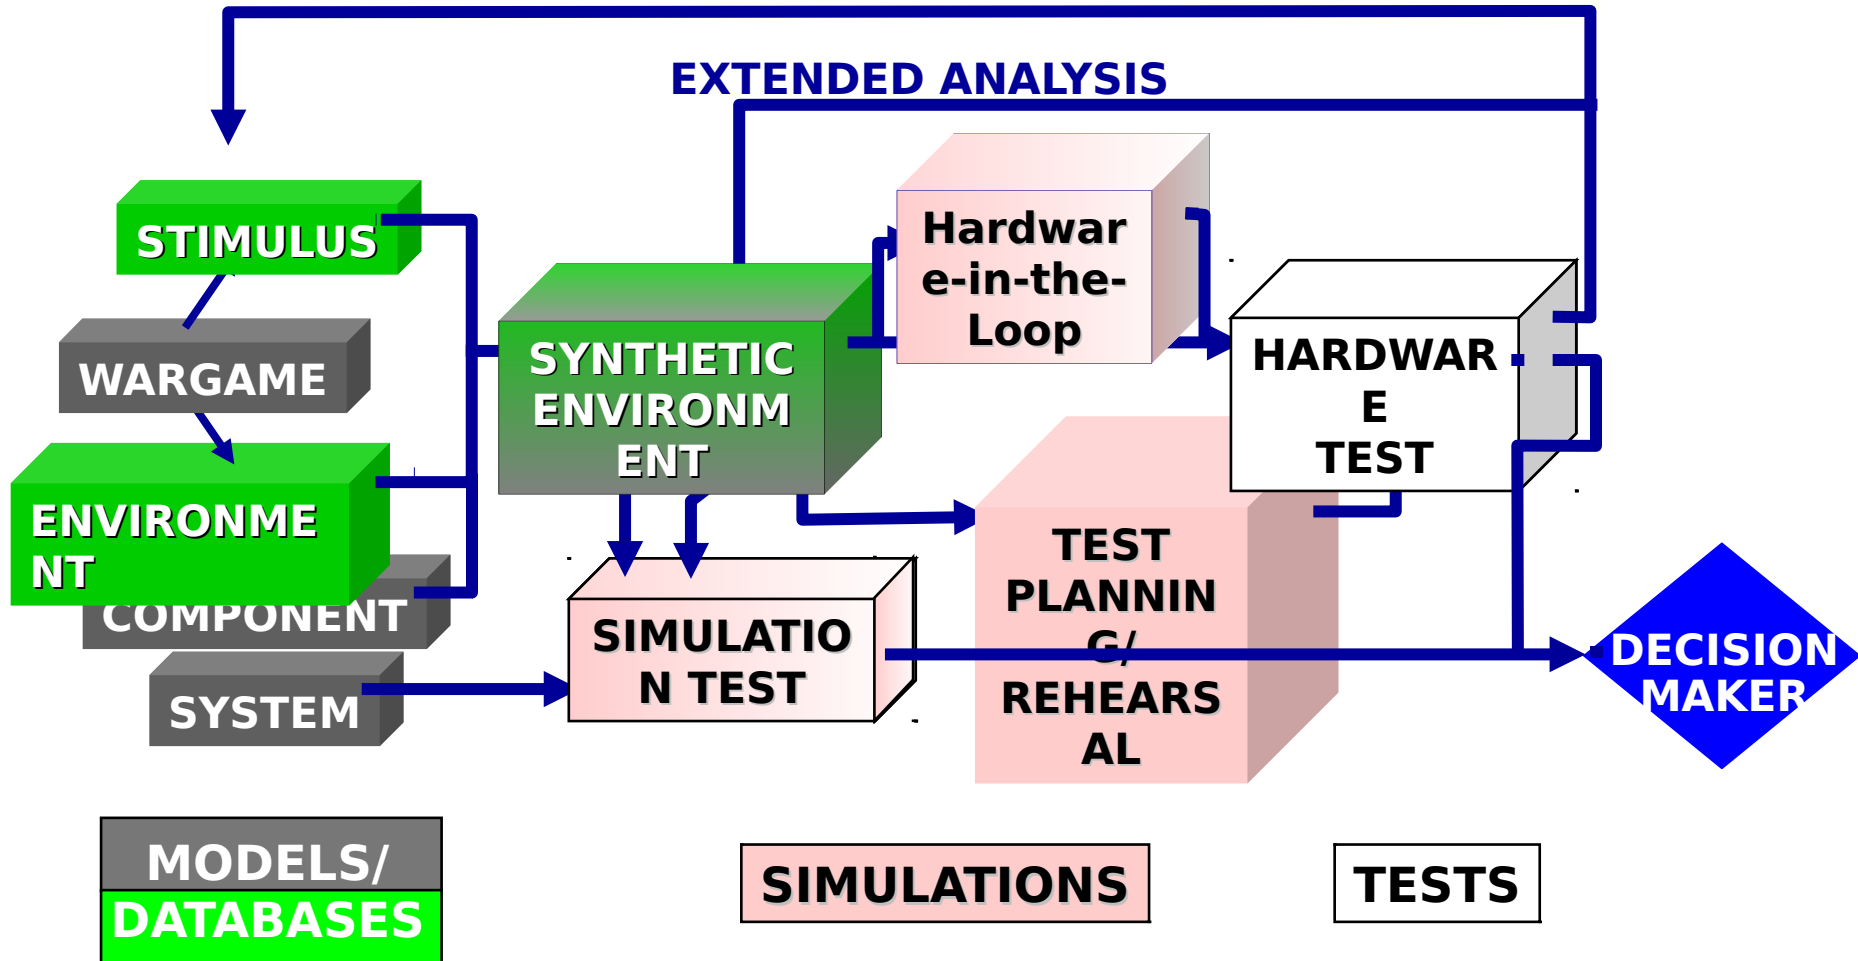 EXTENDED ANALYSIS
STIMULUS
WARGAME
ENVIRONME
NT
COMPONENT
SYSTEM
SYNTHETIC
ENVIRONM
ENT
Hardwar
e-in-the-
Loop
HARDWAR
E
TEST
SIMULATIO
N TEST
TEST
PLANNIN
G/
REHEARS
AL
DECISION
MAKER
MODELS/
DATABASES
SIMULATIONS
TESTS